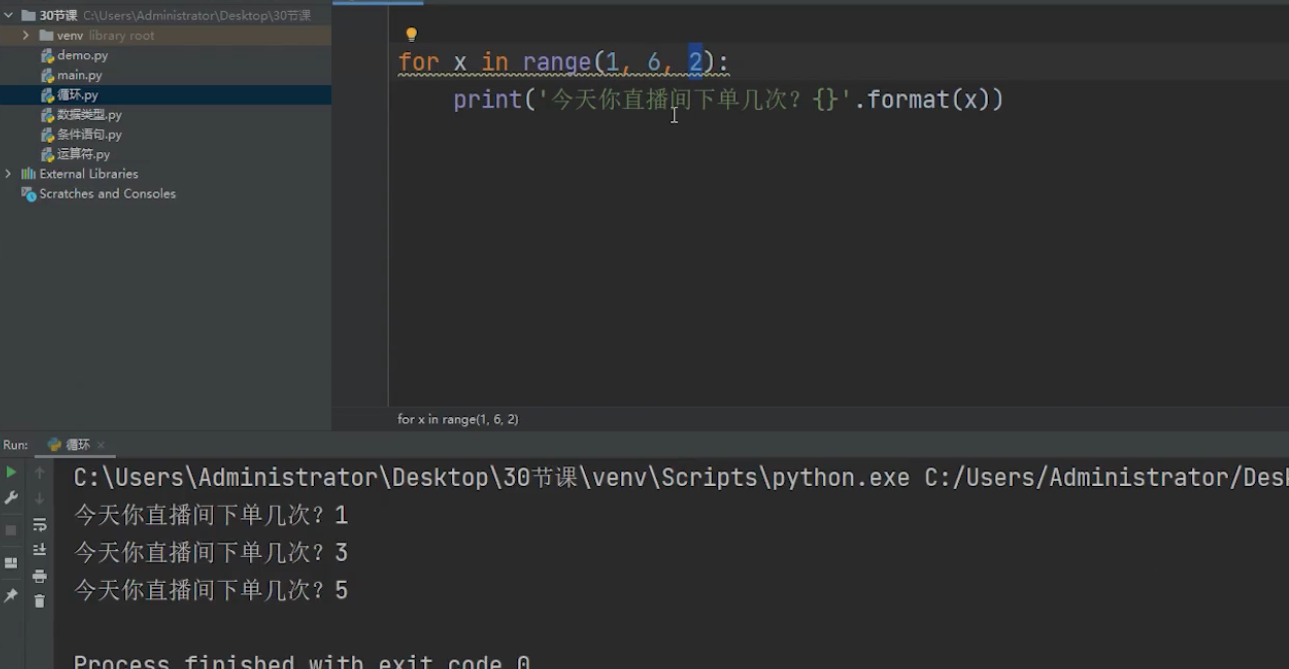 30节课 C:\Users\Administrator\Desktop\30节课
venv library root
demo.py
main.py
循环.py
数据类型.py
条件语句.py
运算符.py
External Libraries
Scratches and Consoles
for x in range(1, 6, 2):
print('今天你直播间下单几次? {}'.format(x))
for x in range(1, 6, 2)
Run: 循环
C:\Users\Administrator\Desktop\30节课\venv\Scripts\python.exe C:/Users/Administrator/Desk
今天你直播间下单几次? 1
今天你直播间下单几次? 3
今天你直播间下单几次? 5
Process finished with exit code 0